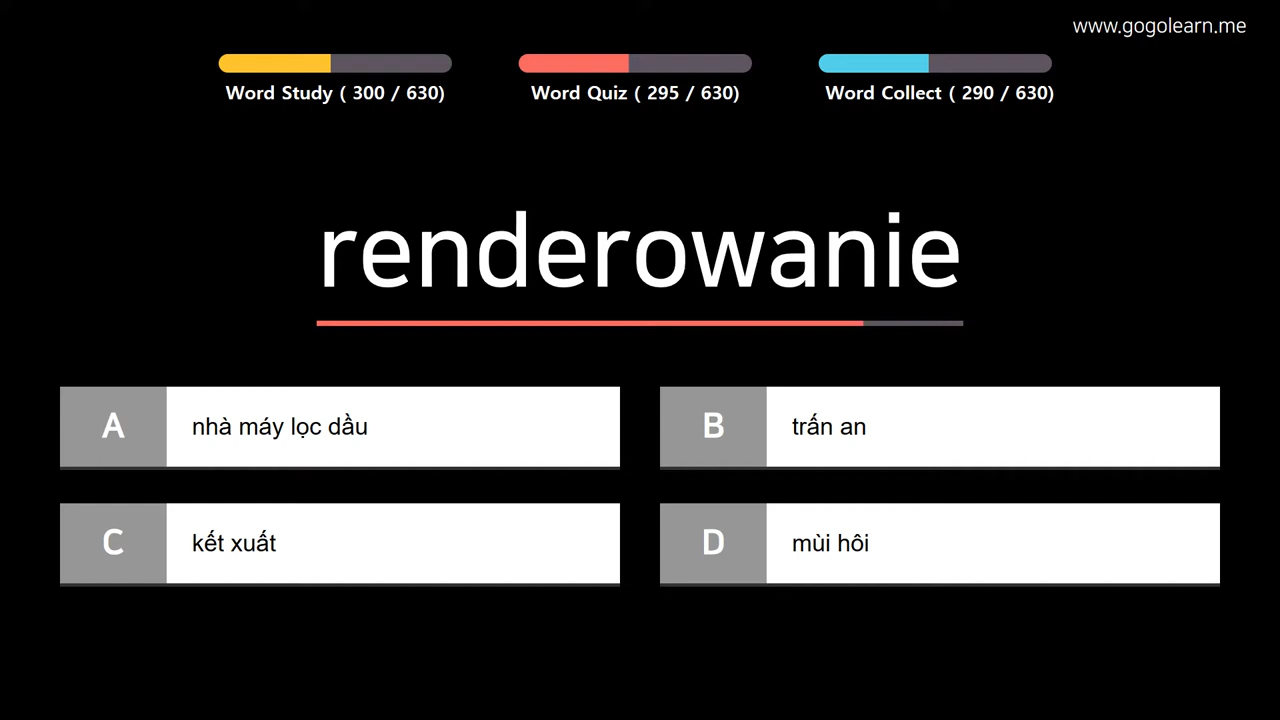 www.gogolearn.me
Word Study ( 300 / 630)
Word Quiz ( 295 / 630)
Word Collect ( 290 / 630)
renderowanie
A nhà máy lọc dầu
B trấn an
C kết xuất
D mùi hôi